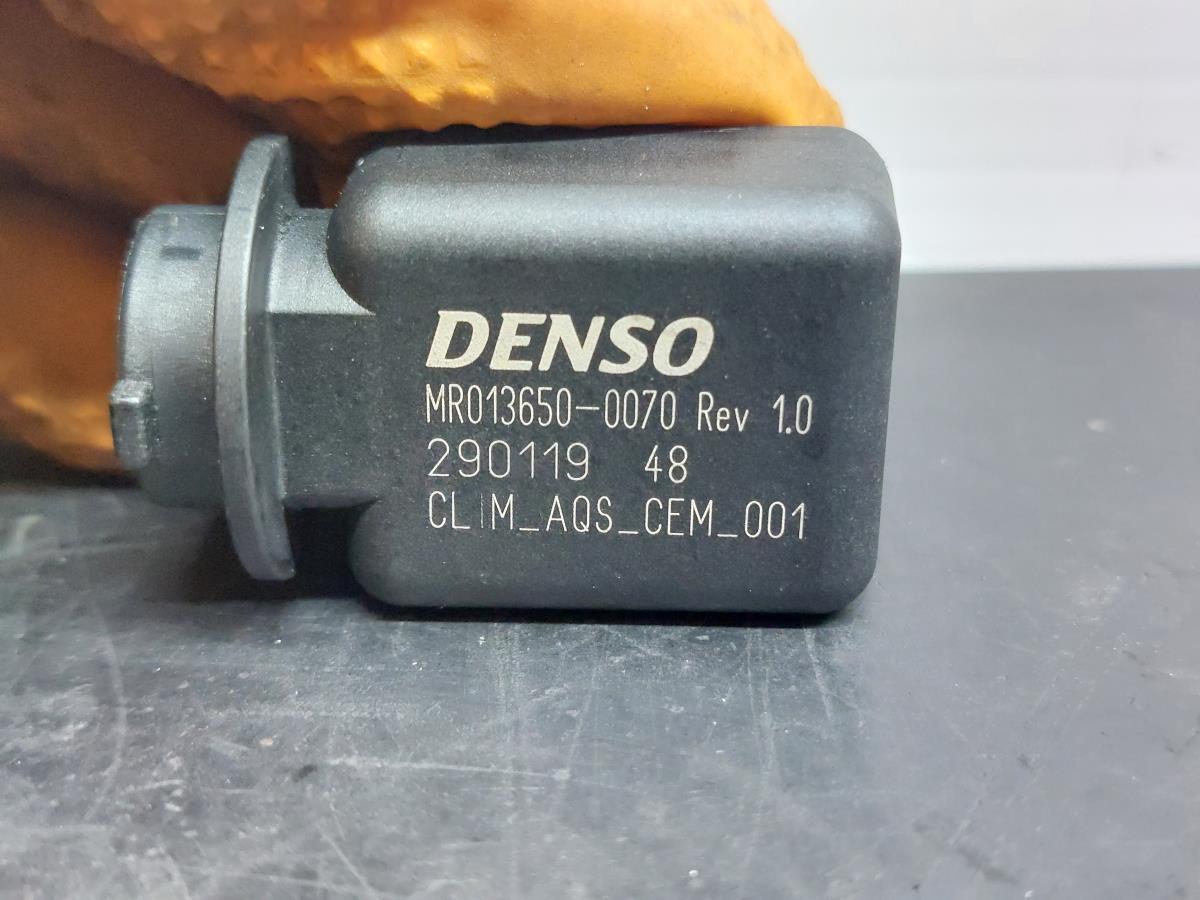 DENSO
MR013650-0070 Rev 1.0
290119 48
CLIM_AQS_CEM_001